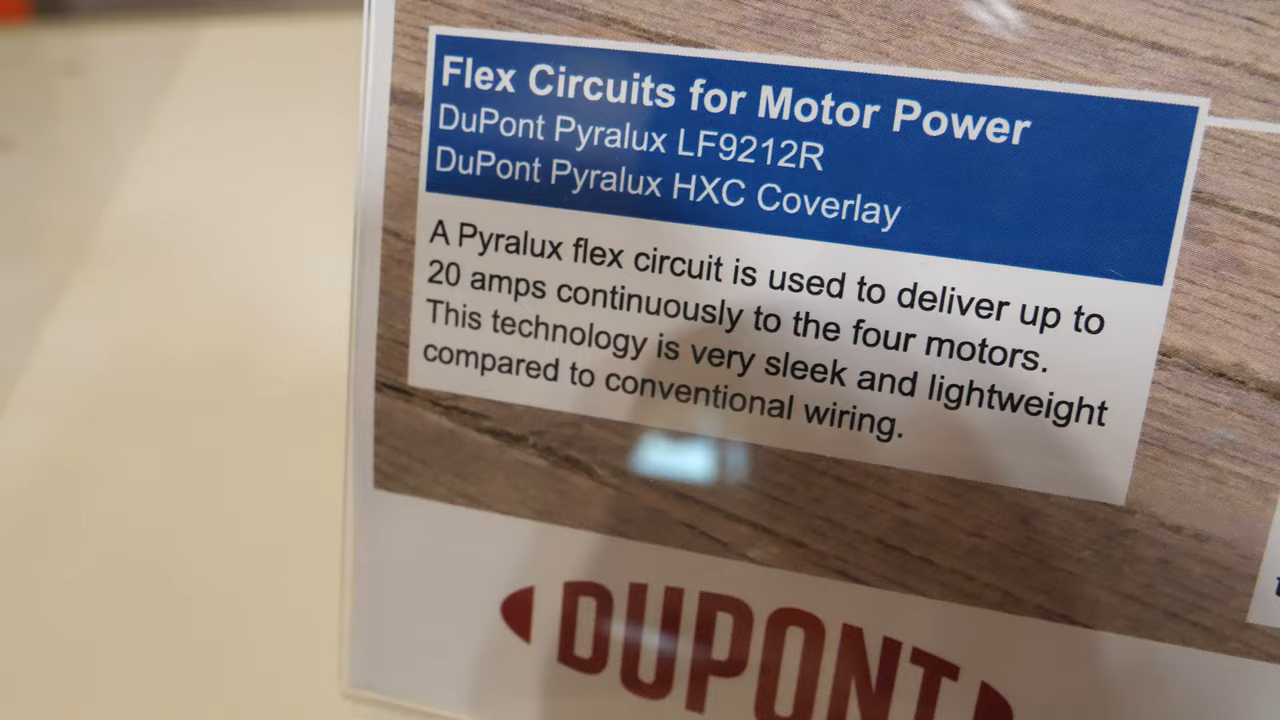 Flex Circuits for Motor Power
DuPont Pyralux LF9212R
DuPont Pyralux HXC Coverlay
A Pyralux flex circuit is used to deliver up to
20 amps continuously to the four motors.
This technology is very sleek and lightweight
compared to conventional wiring.
DUPONT